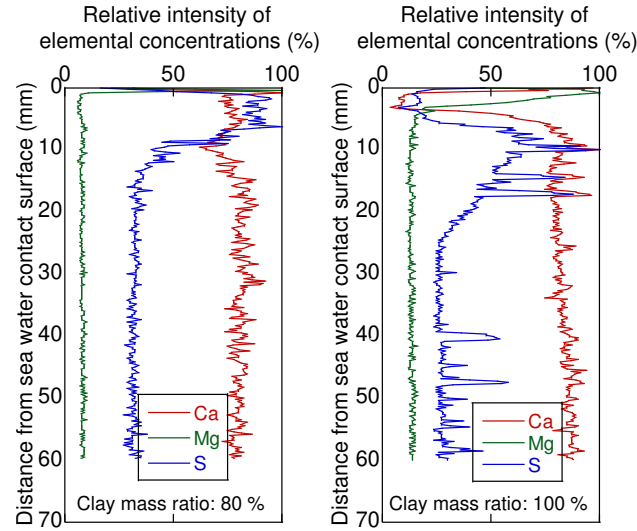 Relative intensity of
elemental concentrations (%)
0 50 100
0
10
20
30
40
50
60
70
Distance from sea water contact surface (mm)
Ca
Mg
S
Clay mass ratio: 80 %
Relative intensity of
elemental concentrations (%)
0 50 100
0
10
20
30
40
50
60
70
Distance from sea water contact surface (mm)
Ca
Mg
S
Clay mass ratio: 100 %